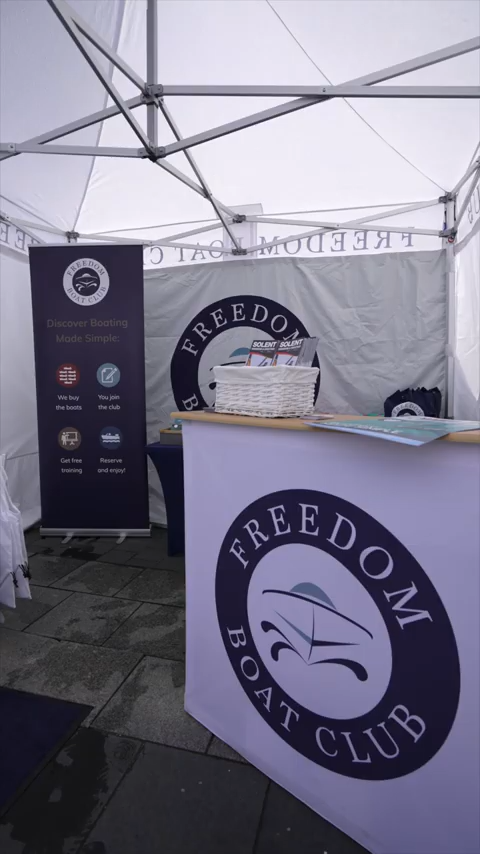 FREEDOM BOAT C
FREEDOM
BOAT CLUB
Discover Boating
Made Simple:
We buy
the boats
You join
the club
Get free
training
Reserve
and enjoy!
FREEDOM
B
SOLENT SOLENT
FREEDOM
BOAT CLUB